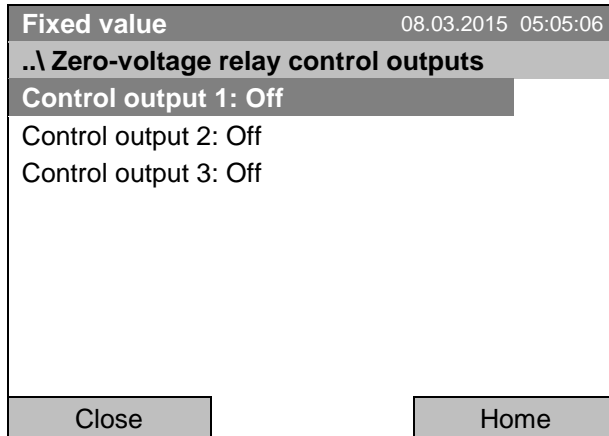 Fixed value 08.03.2015 05:05:06
..\ Zero-voltage relay control outputs
Control output 1: Off
Control output 2: Off
Control output 3: Off
Close Home